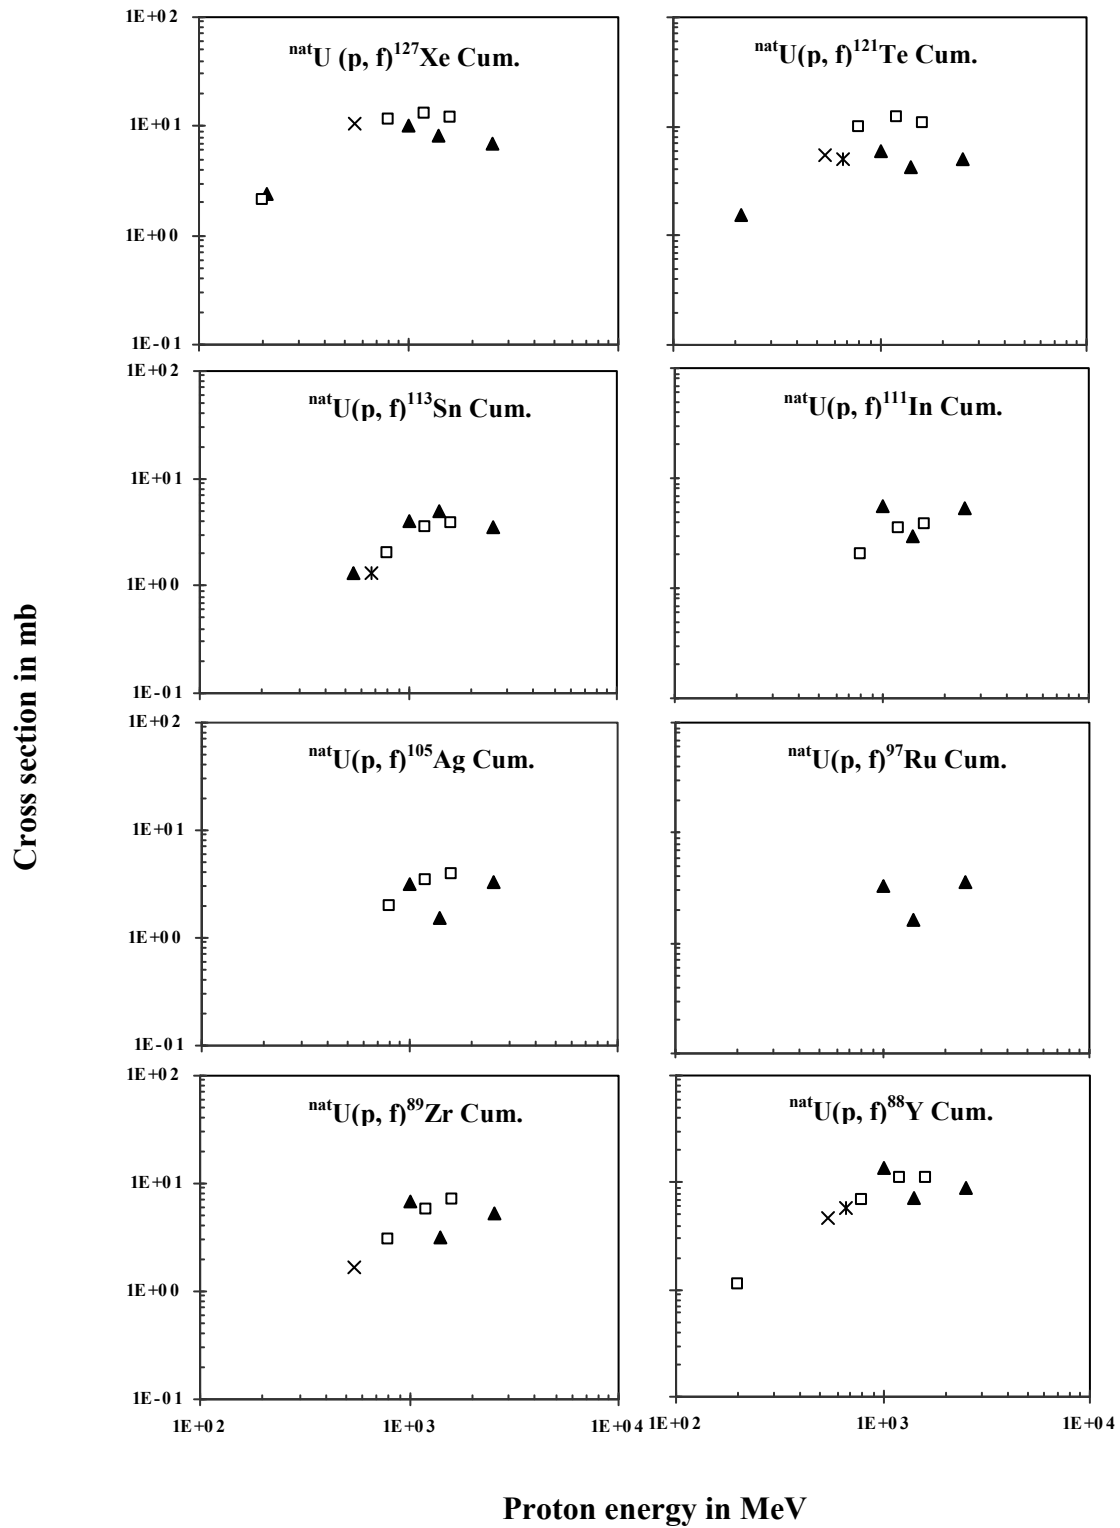 1E+02
natU (p, f)127Xe Cum.
1E+01
1E+00
1E-01
natU(p, f)121Te Cum.
1E+02
natU(p, f)113Sn Cum.
1E+01
1E+00
1E-01
natU(p, f)111In Cum.
1E+02
natU(p, f)105Ag Cum.
1E+01
1E+00
1E-01
natU(p, f)97Ru Cum.
1E+02
natU(p, f)89Zr Cum.
1E+01
1E+00
1E-01
1E+02 1E+03 1E+04
natU(p, f)88Y Cum.
1E+02 1E+03 1E+04
Cross section in mb
Proton energy in MeV